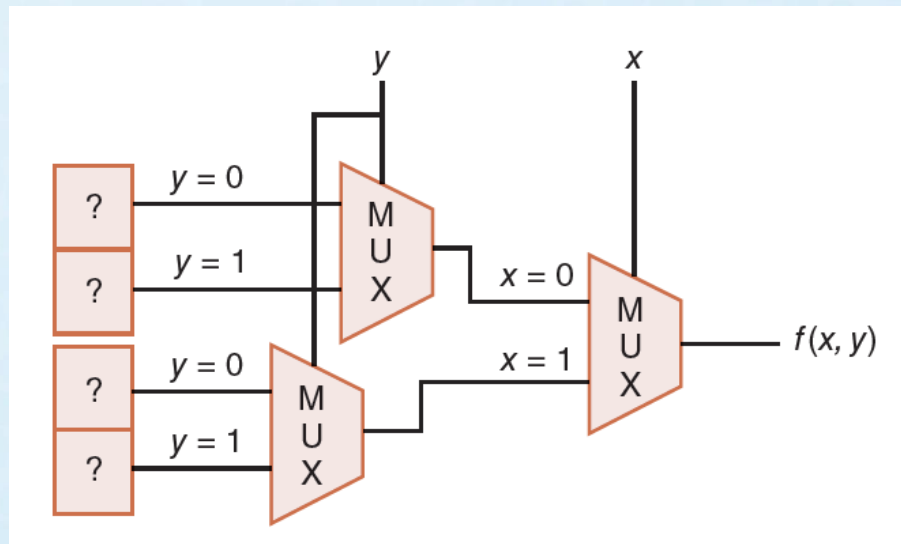 y
x
?
y = 0
?
y = 1
M
U
X
x = 0
?
y = 0
?
y = 1
M
U
X
x = 1
M
U
X
f(x, y)